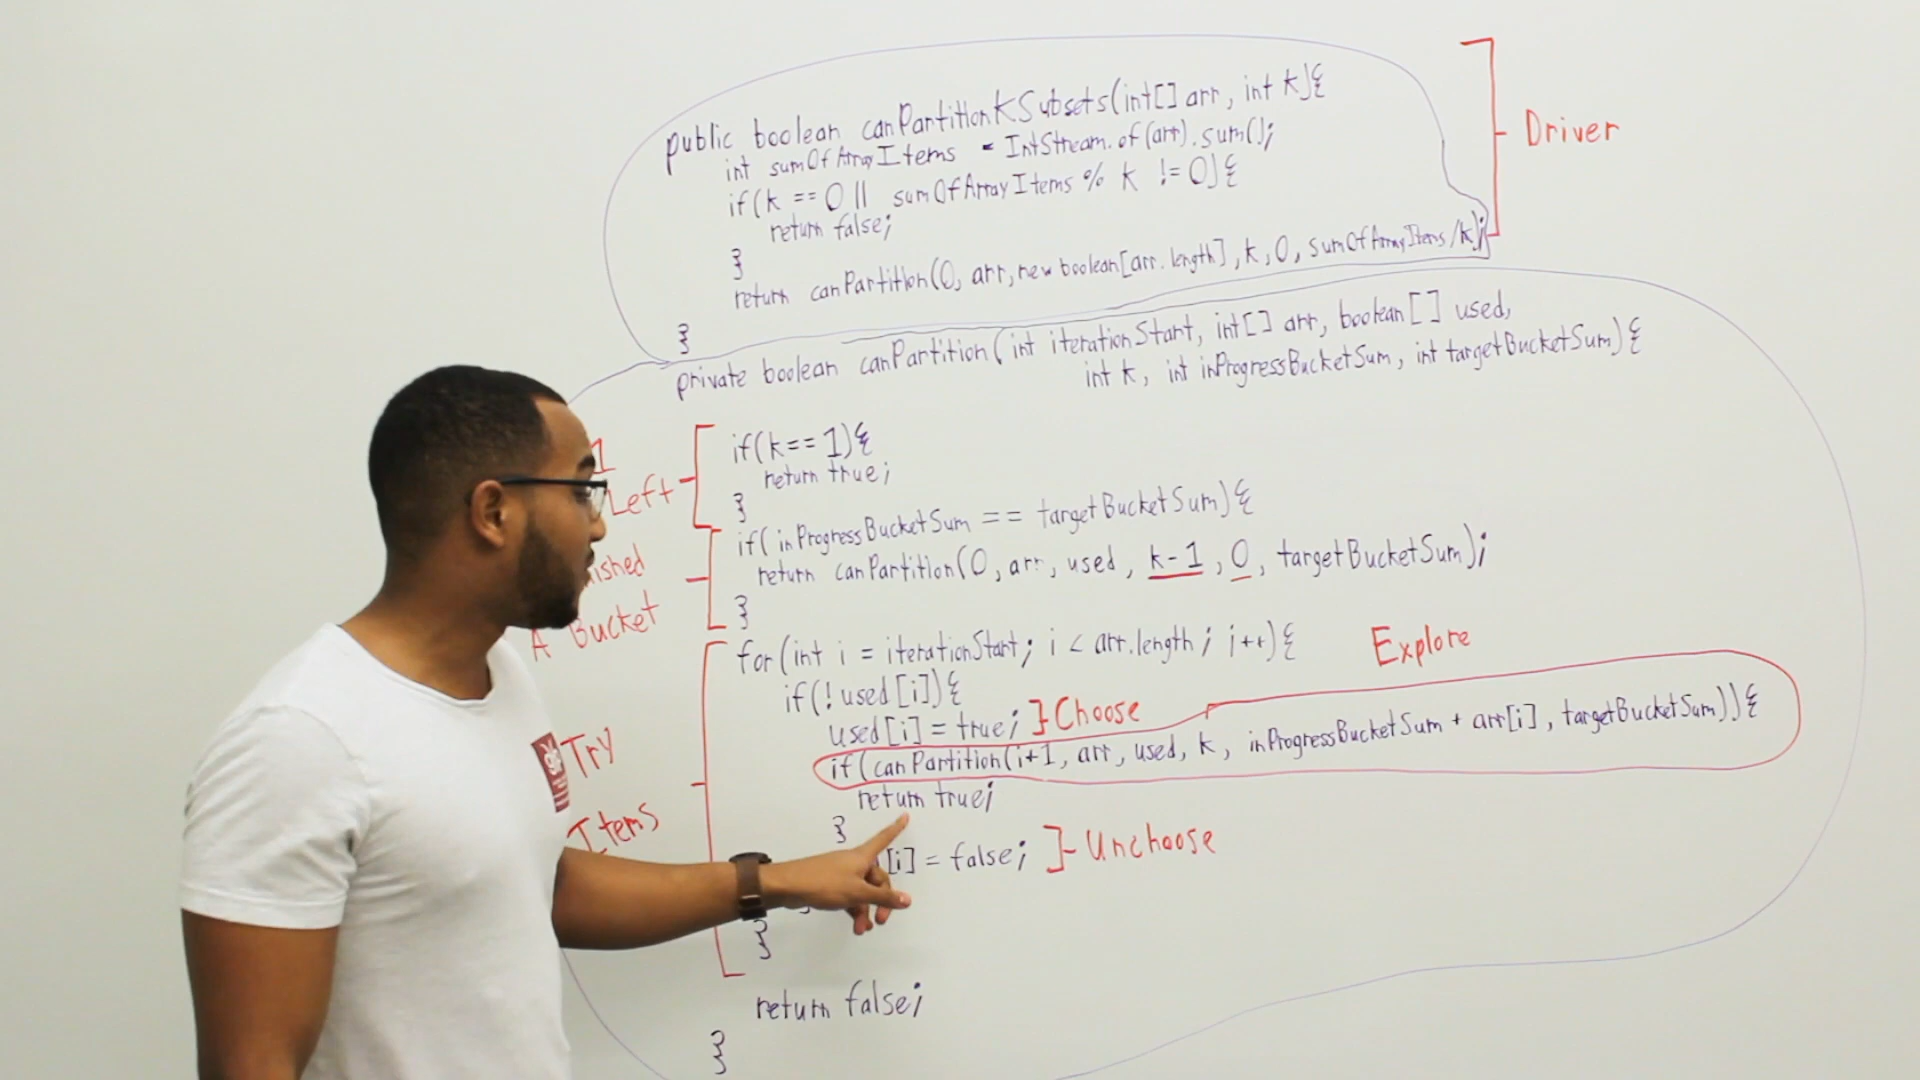 public boolean canPartitionKSubsets(int[] arr, int k){
int sumOfArrayItems = IntStream.of(arr).sum();
if(k == 0 || sumOfArrayItems % k != 0){
return false;
}
return canPartition(0, arr, new boolean[arr.length], k, 0, sumOfArrayItems/k);
}
Driver
private boolean canPartition(int iterationStart, int[] arr, boolean[] used,
int k, int inProgressBucketSum, int targetBucketSum){
1
Left
if(k==1){
return true;
}
if(inProgressBucketSum == targetBucketSum){
return canPartition(0, arr, used, k-1, 0, targetBucketSum);
}
A Bucket
for(int i = iterationStart; i < arr.length; i++){
Explore
if(!used[i]){
used[i] = true; }Choose
if(canPartition(i+1, arr, used, k, inProgressBucketSum + arr[i], targetBucketSum)){
return true;
}
[i] = false; ]-Unchoose
Try
Items
}
return false;
}